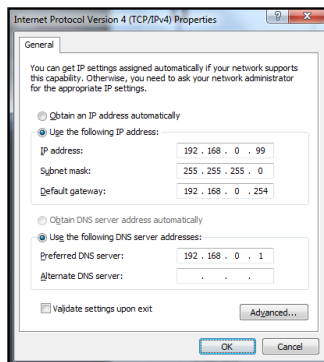 Internet Protocol Version 4 (TCP/IPv4) Properties
General
You can get IP settings assigned automatically if your network supports
this capability. Otherwise, you need to ask your network administrator
for the appropriate IP settings.
Obtain an IP address automatically
Use the following IP address:
IP address: 192 . 168 . 0 . 99
Subnet mask: 255 . 255 . 255 . 0
Default gateway: 192 . 168 . 0 . 254
Obtain DNS server address automatically
Use the following DNS server addresses:
Preferred DNS server: 192 . 168 . 0 . 1
Alternate DNS server: . . .
Validate settings upon exit
Advanced...
OK Cancel